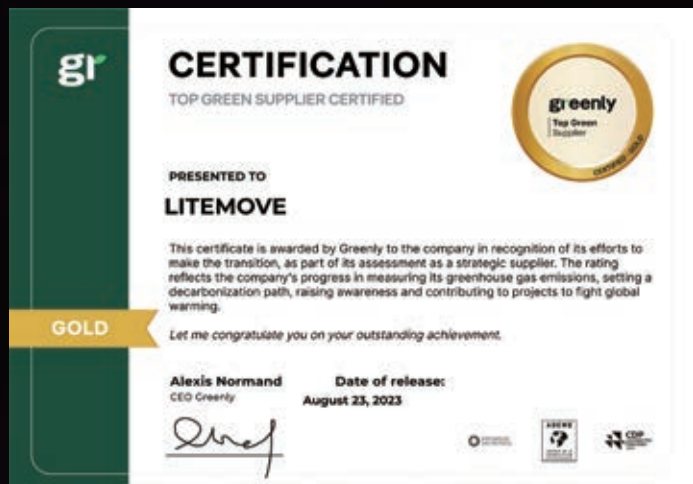 gr
CERTIFICATION
TOP GREEN SUPPLIER CERTIFIED
greenly
Top Green
Supplier
CERTIFIED GOLD
PRESENTED TO
LITEMOVE
This certificate is awarded by Greenly to the company in recognition of its efforts to
make the transition, as part of its assessment as a strategic supplier. The rating
reflects the company's progress in measuring its greenhouse gas emissions, setting a
decarbonization path, raising awareness and contributing to projects to fight global
warming.
GOLD
Let me congratulate you on your outstanding achievement.
Alexis Normand
CEO Greenly
Date of release:
August 23, 2023
ADEME
CDP